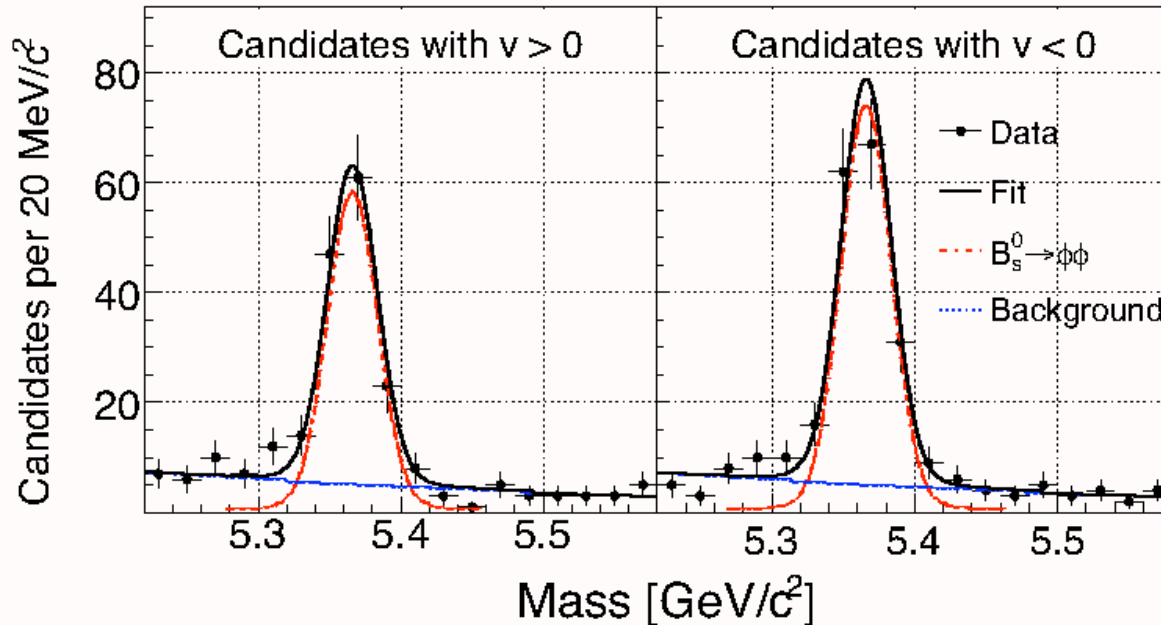 Candidates with v > 0
Candidates with v < 0
Candidates per 20 MeV/c²
80
60
40
20
Data
Fit
B⁰ₛ→ϕϕ
Background
5.3
5.4
5.5
5.3
5.4
5.5
Mass [GeV/c²]